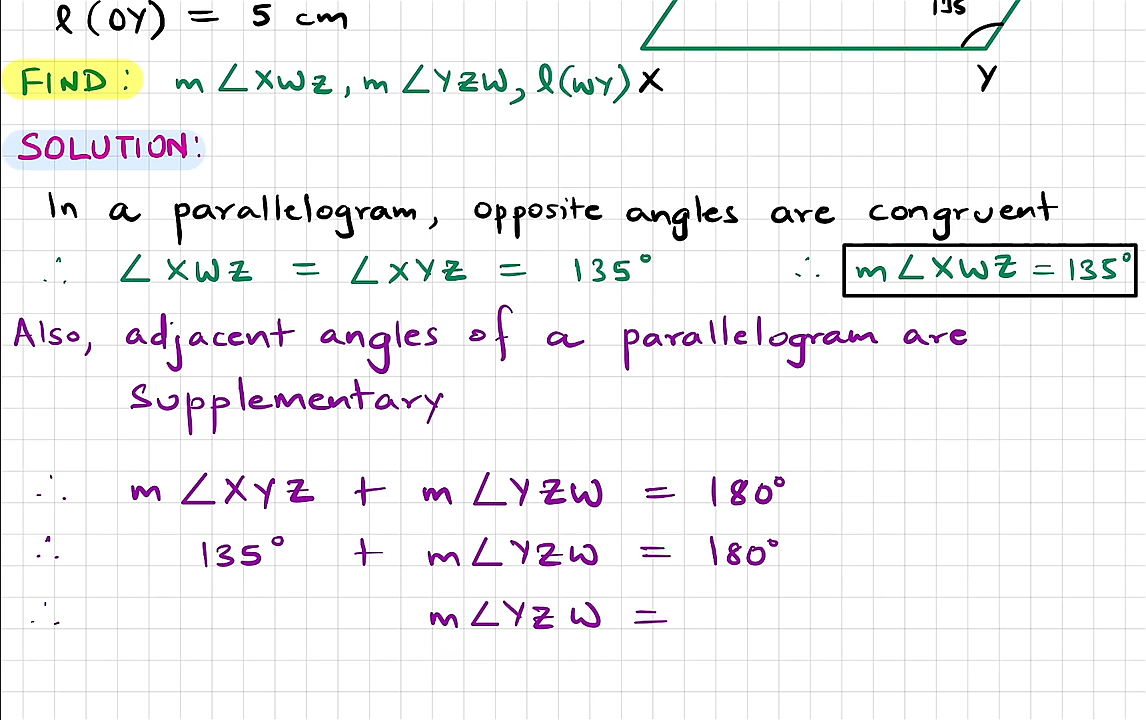 l(OY) = 5 cm
135
FIND: m∠XWZ, m∠YZW, l(WY)
X
Y
SOLUTION:
In a parallelogram, opposite angles are congruent
∴ ∠XWZ = ∠XYZ = 135° ∴ m∠XWZ = 135°
Also, adjacent angles of a parallelogram are
supplementary
∴ m∠XYZ + m∠YZW = 180°
∴ 135° + m∠YZW = 180°
∴ m∠YZW =